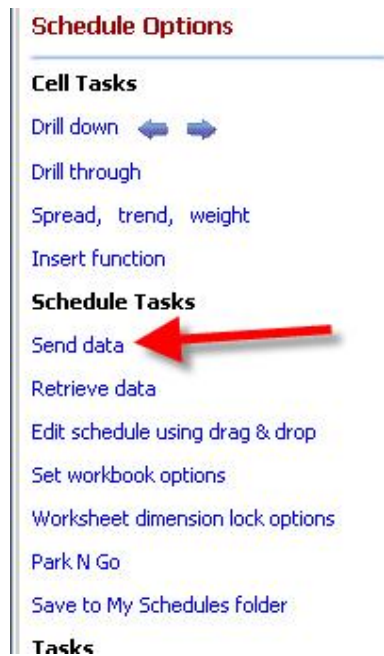 Schedule Options
Cell Tasks
Drill down
Drill through
Spread, trend, weight
Insert function
Schedule Tasks
Send data
Retrieve data
Edit schedule using drag & drop
Set workbook options
Worksheet dimension lock options
Park N Go
Save to My Schedules folder
Tasks